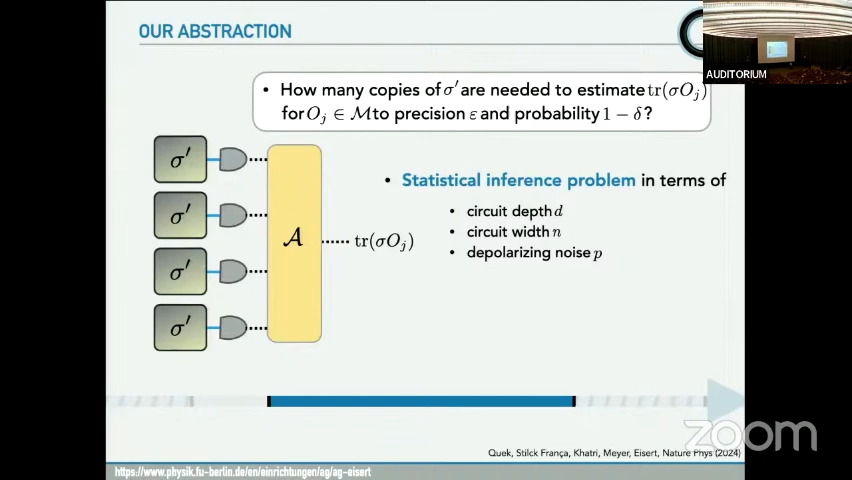 OUR ABSTRACTION
AUDITORIUM
• How many copies of σ′ are needed to estimate tr(σO_j)
for O_j ∈ M to precision ε and probability 1 − δ?
σ′
σ′
σ′
σ′
A
tr(σO_j)
• Statistical inference problem in terms of
• circuit depth d
• circuit width n
• depolarizing noise p
zoom
Quek, Stilck França, Khatri, Meyer, Eisert, Nature Phys (2024)
https://www.physik.fu-berlin.de/en/einrichtungen/ag/ag-eisert